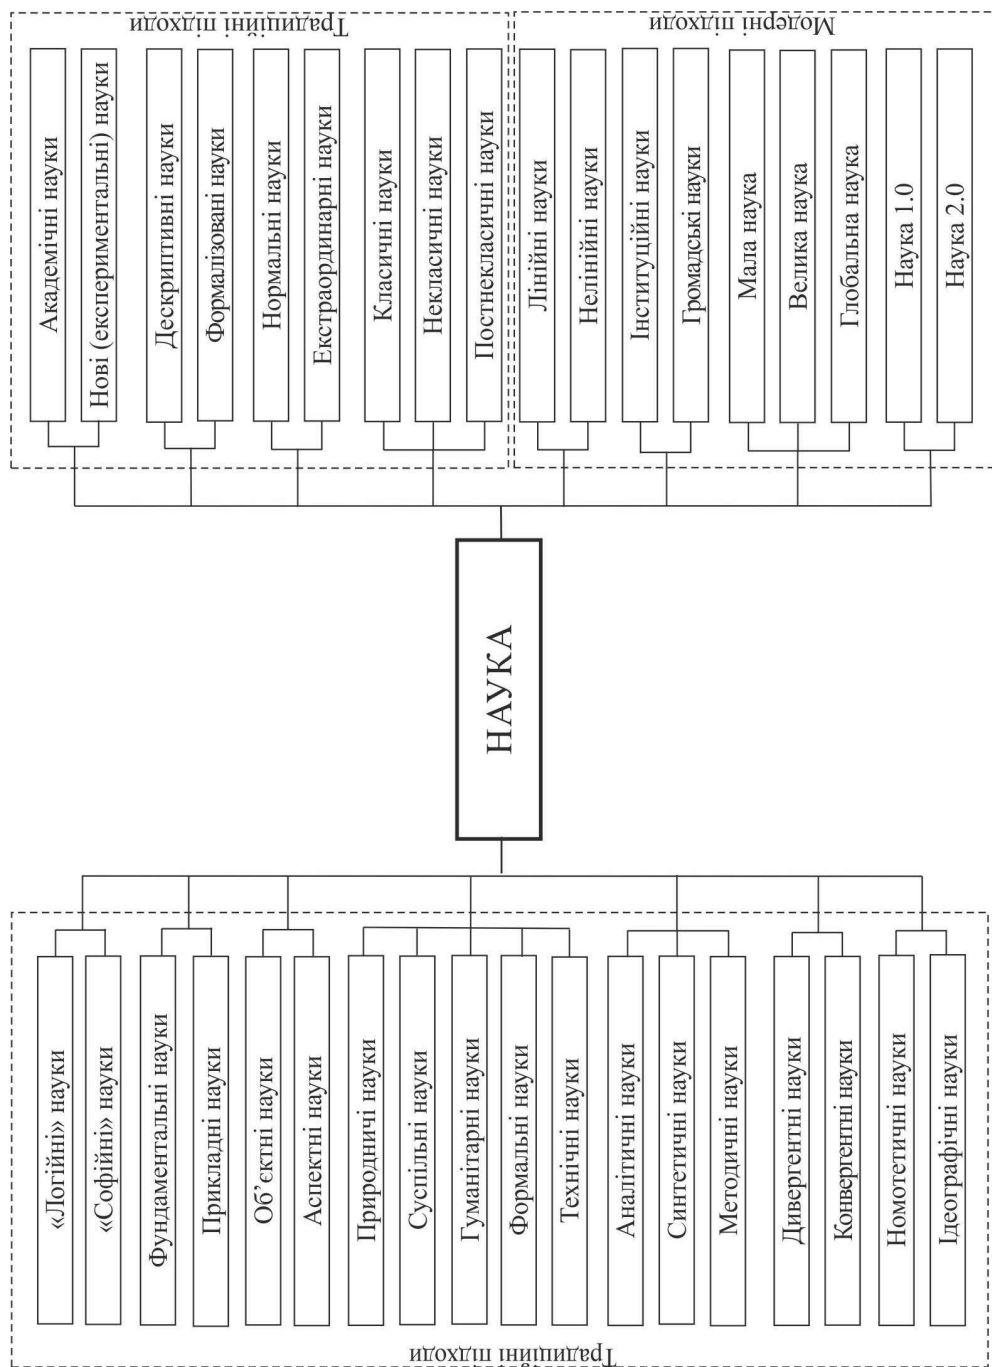 Традиційні підходи
«Логійні» науки
«Софійні» науки
Фундаментальні науки
Прикладні науки
Об’єктні науки
Аспектні науки
Природничі науки
Суспільні науки
Гуманітарні науки
Формальні науки
Технічні науки
Аналітичні науки
Синтетичні науки
Методичні науки
Дивергентні науки
Конвергентні науки
Номотетичні науки
Ідеографічні науки
НАУКА
Традиційні підходи
Академічні науки
Нові (експериментальні) науки
Дескриптивні науки
Формалізовані науки
Нормальні науки
Екстраординарні науки
Класичні науки
Некласичні науки
Постнекласичні науки
Модерні підходи
Лінійні науки
Нелінійні науки
Інституційні науки
Громадські науки
Мала наука
Велика наука
Глобальна наука
Наука 1.0
Наука 2.0